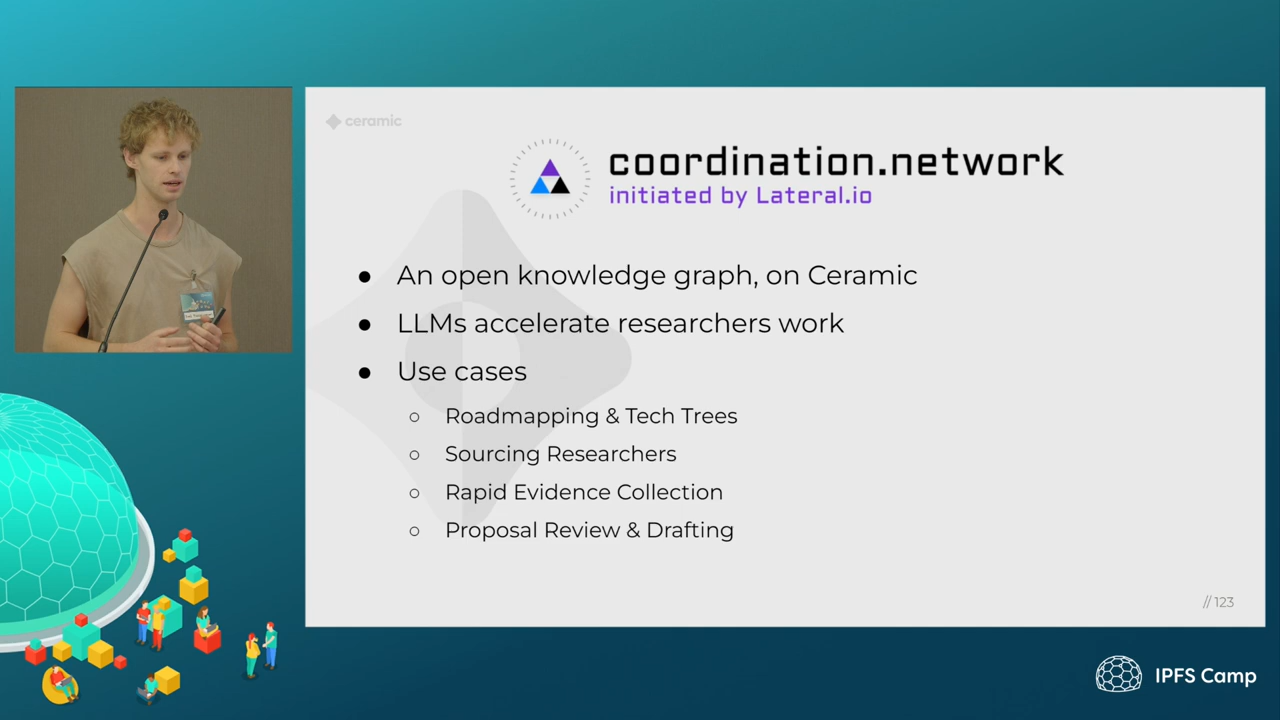 ceramic
coordination.network
initiated by Lateral.io
● An open knowledge graph, on Ceramic
● LLMs accelerate researchers work
● Use cases
○ Roadmapping & Tech Trees
○ Sourcing Researchers
○ Rapid Evidence Collection
○ Proposal Review & Drafting
// 123
IPFS Camp